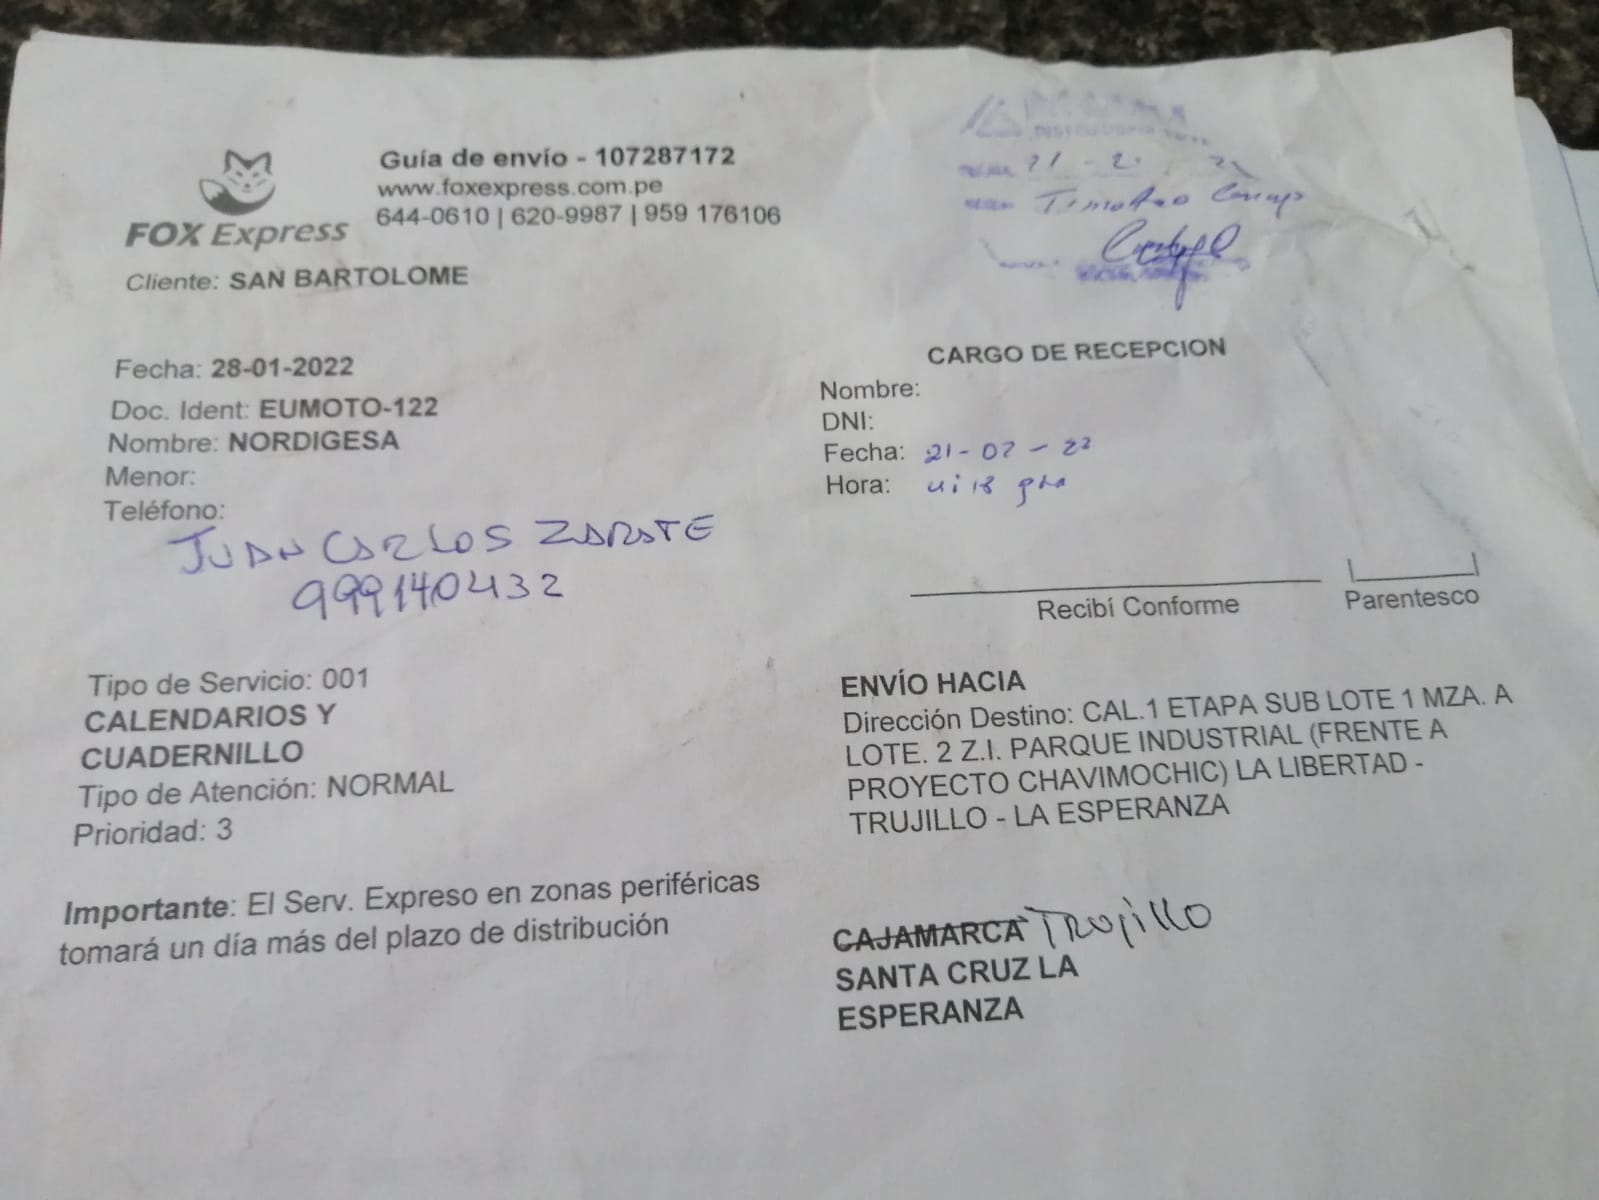 FOX Express
Guía de envío - 107287172
www.foxexpress.com.pe
644-0610 | 620-9987 | 959 176106
Cliente: SAN BARTOLOME
Fecha: 28-01-2022
Doc. Ident: EUMOTO-122
Nombre: NORDIGESA
Menor:
Teléfono:
JUAN CARLOS ZARATE
999140432
Tipo de Servicio: 001
CALENDARIOS Y
CUADERNILLO
Tipo de Atención: NORMAL
Prioridad: 3
Importante: El Serv. Expreso en zonas periféricas
tomará un día más del plazo de distribución
CARGO DE RECEPCION
Nombre:
DNI:
Fecha: 21-02-22
Hora:
Recibí Conforme
Parentesco
ENVÍO HACIA
Dirección Destino: CAL.1 ETAPA SUB LOTE 1 MZA. A
LOTE. 2 Z.I. PARQUE INDUSTRIAL (FRENTE A
PROYECTO CHAVIMOCHIC) LA LIBERTAD -
TRUJILLO - LA ESPERANZA
CAJAMARCA TRUJILLO
SANTA CRUZ LA
ESPERANZA